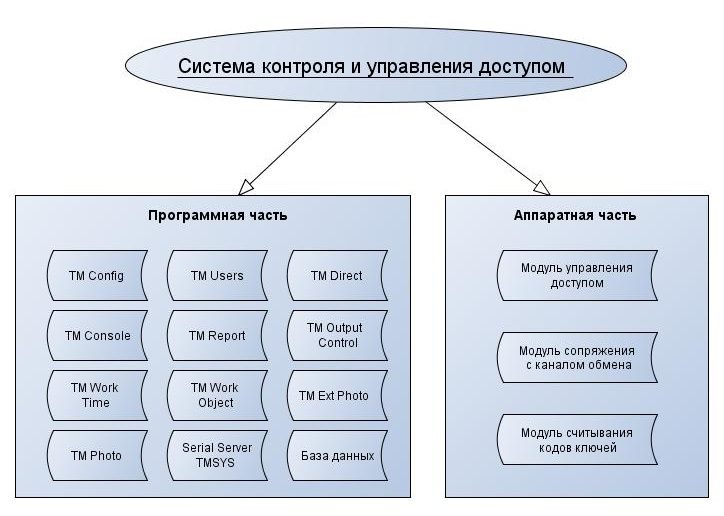 Система контроля и управления доступом
Программная часть
TM Config
TM Users
TM Direct
TM Console
TM Report
TM Output
Control
TM Work
Time
TM Work
Object
TM Ext Photo
TM Photo
Serial Server
TMSYS
База данных
Аппаратная часть
Модуль управления
доступом
Модуль сопряжения
с каналом обмена
Модуль считывания
кодов ключей